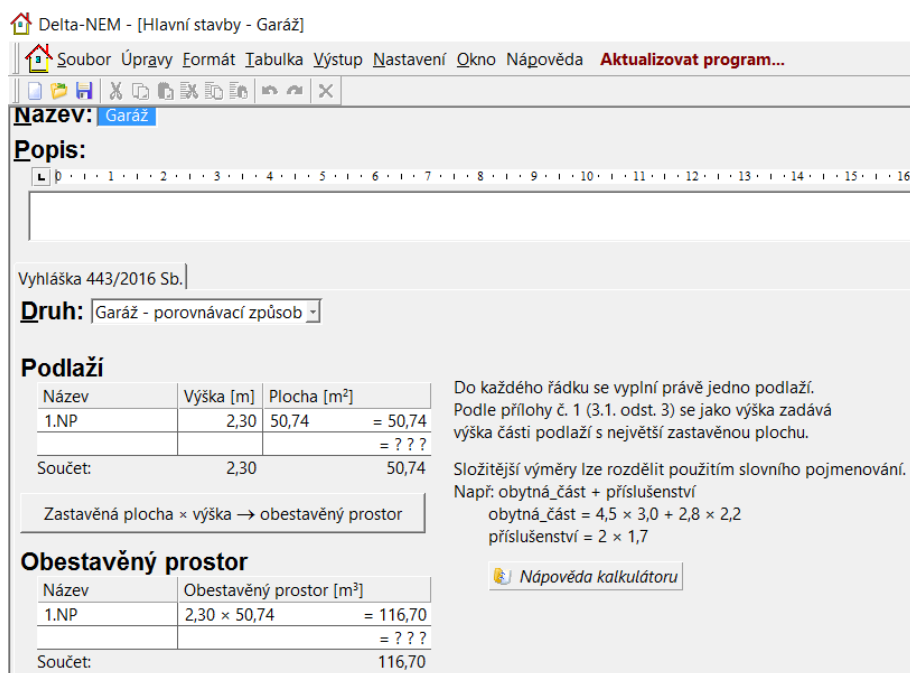 Delta-NEM - [Hlavní stavby - Garáž]
Soubor Úpravy Formát Tabulka Výstup Nastavení Okno Nápověda Aktualizovat program...
Název: Garáž
Popis:
0 1 2 3 4 5 6 7 8 9 10 11 12 13 14 15 16
Vyhláška 443/2016 Sb.
Druh: Garáž - porovnávací způsob
Podlaží
Název Výška [m] Plocha [m²]
1.NP 2,30 50,74 = 50,74
= ? ? ?
Součet: 2,30 50,74
Zastavěná plocha × výška → obestavěný prostor
Do každého řádku se vyplní právě jedno podlaží.
Podle přílohy č. 1 (3.1. odst. 3) se jako výška zadává
výška části podlaží s největší zastavěnou plochu.
Složitější výměry lze rozdělit použitím slovního pojmenování.
Např: obytná_část + příslušenství
obytná_část = 4,5 × 3,0 + 2,8 × 2,2
příslušenství = 2 × 1,7
Nápověda kalkulátoru
Obestavěný prostor
Název Obestavěný prostor [m³]
1.NP 2,30 × 50,74 = 116,70
= ? ? ?
Součet: 116,70